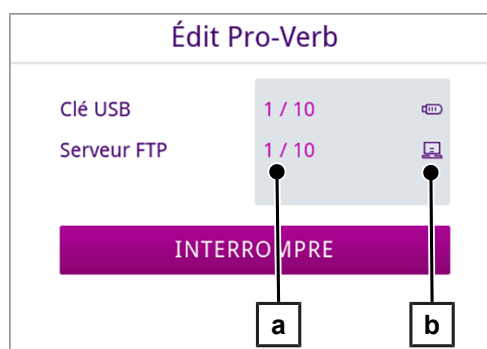 Édit Pro-Verb
Clé USB 1 / 10
Serveur FTP 1 / 10
INTERROMPRE
a b